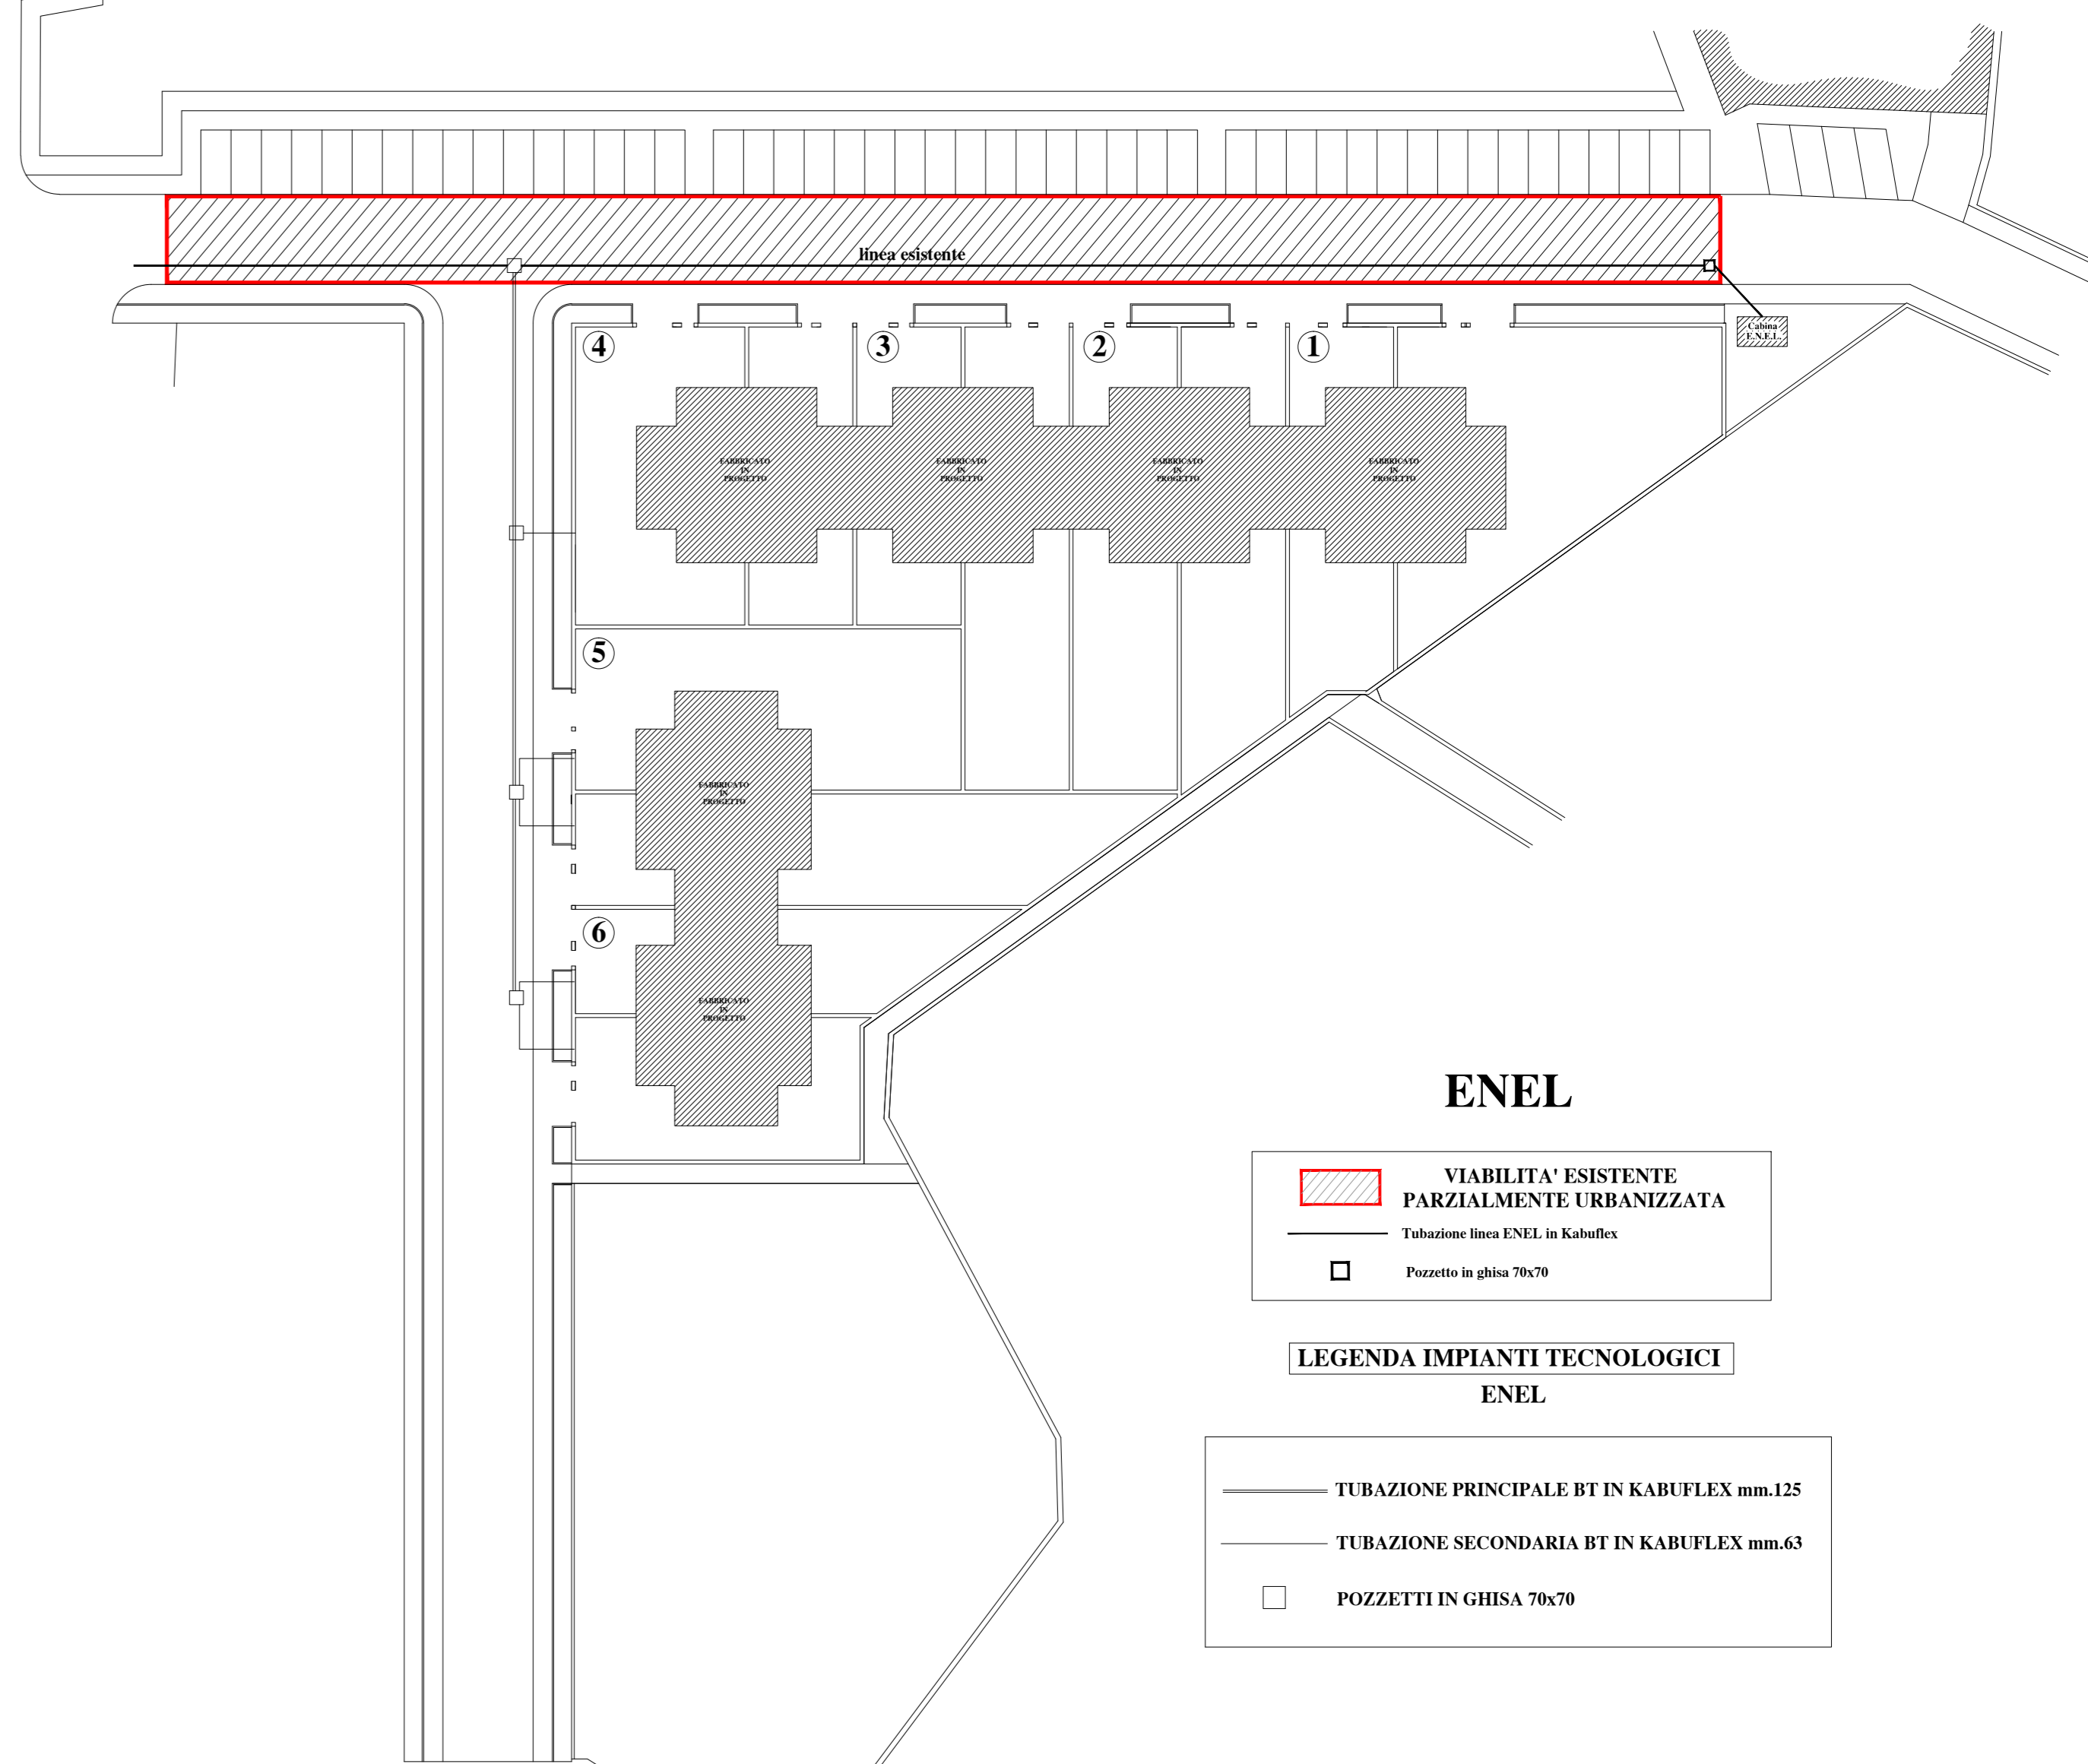 linea esistente
Cabina
E.N.E.L.
4
3
2
1
FABBRICATO
IN
PROGETTO
FABBRICATO
IN
PROGETTO
FABBRICATO
IN
PROGETTO
FABBRICATO
IN
PROGETTO
5
FABBRICATO
IN
PROGETTO
6
FABBRICATO
IN
PROGETTO
ENEL
VIABILITA' ESISTENTE
PARZIALMENTE URBANIZZATA
Tubazione linea ENEL in Kabuflex
Pozzetto in ghisa 70x70
LEGENDA IMPIANTI TECNOLOGICI
ENEL
TUBAZIONE PRINCIPALE BT IN KABUFLEX mm.125
TUBAZIONE SECONDARIA BT IN KABUFLEX mm.63
POZZETTI IN GHISA 70x70